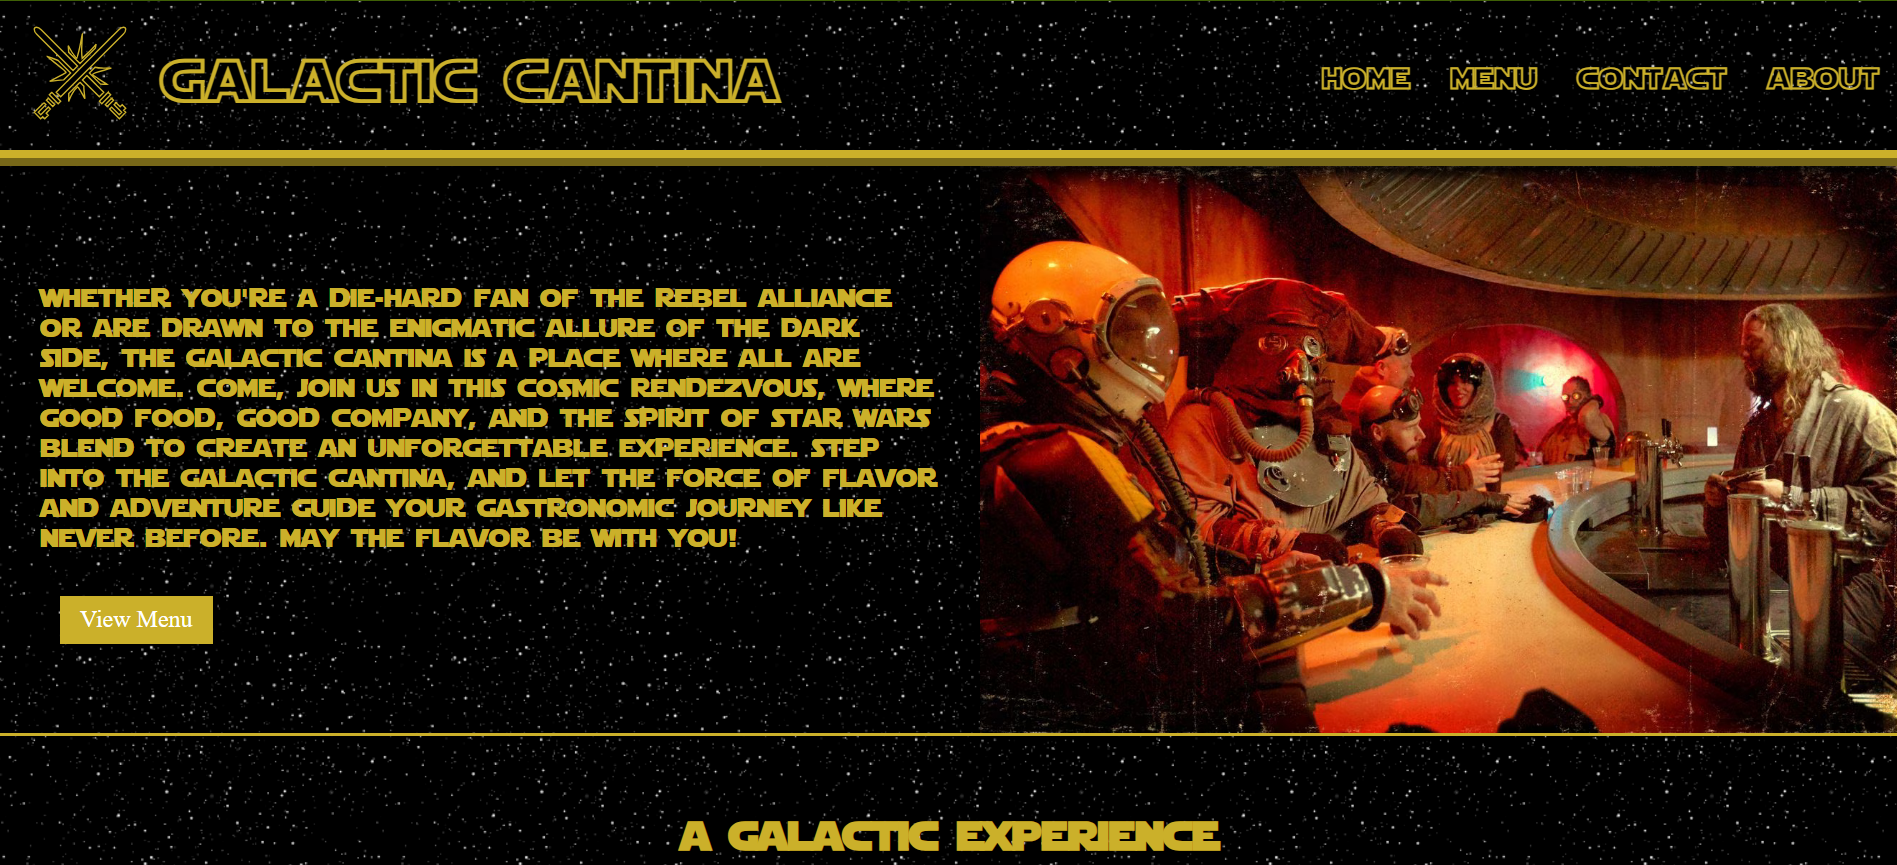 GALACTIC CANTINA
HOME MENU CONTACT ABOUT
WHETHER YOU'RE A DIE-HARD FAN OF THE REBEL ALLIANCE
OR ARE DRAWN TO THE ENIGMATIC ALLURE OF THE DARK
SIDE, THE GALACTIC CANTINA IS A PLACE WHERE ALL ARE
WELCOME. COME, JOIN US IN THIS COSMIC RENDEZVOUS, WHERE
GOOD FOOD, GOOD COMPANY, AND THE SPIRIT OF STAR WARS
BLEND TO CREATE AN UNFORGETTABLE EXPERIENCE. STEP
INTO THE GALACTIC CANTINA, AND LET THE FORCE OF FLAVOR
AND ADVENTURE GUIDE YOUR GASTRONOMIC JOURNEY LIKE
NEVER BEFORE. MAY THE FLAVOR BE WITH YOU!
View Menu
A GALACTIC EXPERIENCE